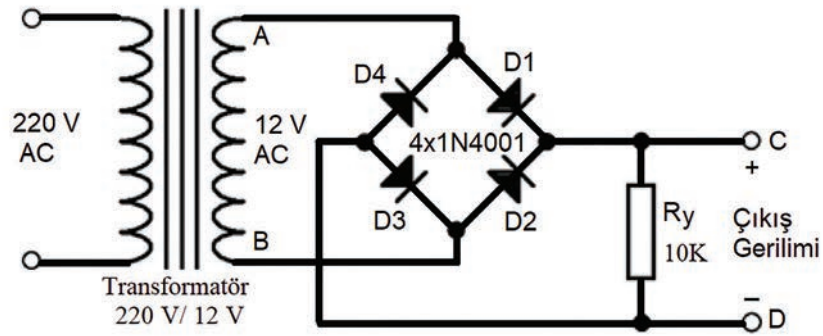 220 V
AC
A
12 V
AC
B
Transformatör
220 V/ 12 V
D4
D1
4x1N4001
D3
D2
Ry
10K
C
+
Çıkış
Gerilimi
–
D